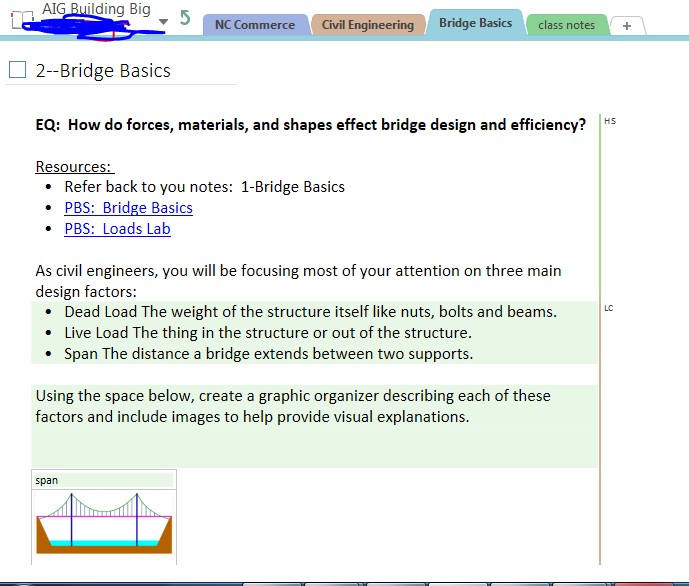 AIG Building Big
NC Commerce
Civil Engineering
Bridge Basics
class notes
+
2--Bridge Basics
EQ: How do forces, materials, and shapes effect bridge design and efficiency?
HS
Resources:
• Refer back to you notes: 1-Bridge Basics
• PBS: Bridge Basics
• PBS: Loads Lab
As civil engineers, you will be focusing most of your attention on three main
design factors:
• Dead Load The weight of the structure itself like nuts, bolts and beams.
LC
• Live Load The thing in the structure or out of the structure.
• Span The distance a bridge extends between two supports.
Using the space below, create a graphic organizer describing each of these
factors and include images to help provide visual explanations.
span